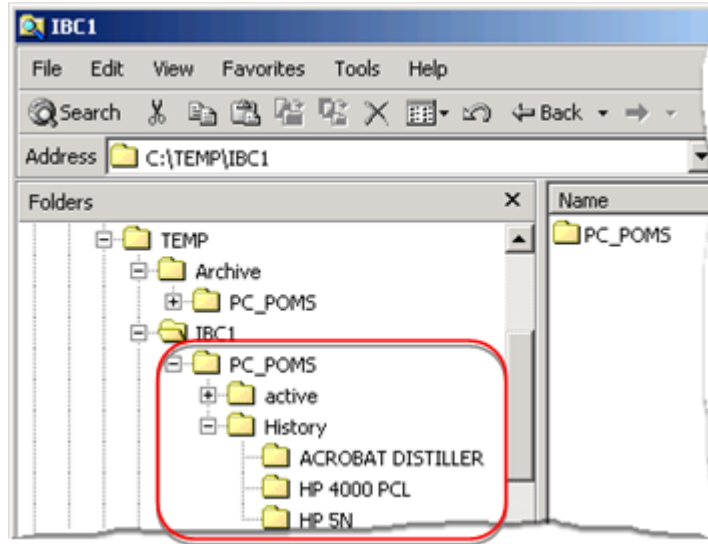 IBC1
File Edit View Favorites Tools Help
Search Back
Address C:\TEMP\IBC1
Folders
Name
TEMP
PC_POMS
Archive
PC_POMS
IBC1
PC_POMS
active
History
ACROBAT DISTILLER
HP 4000 PCL
HP 5N